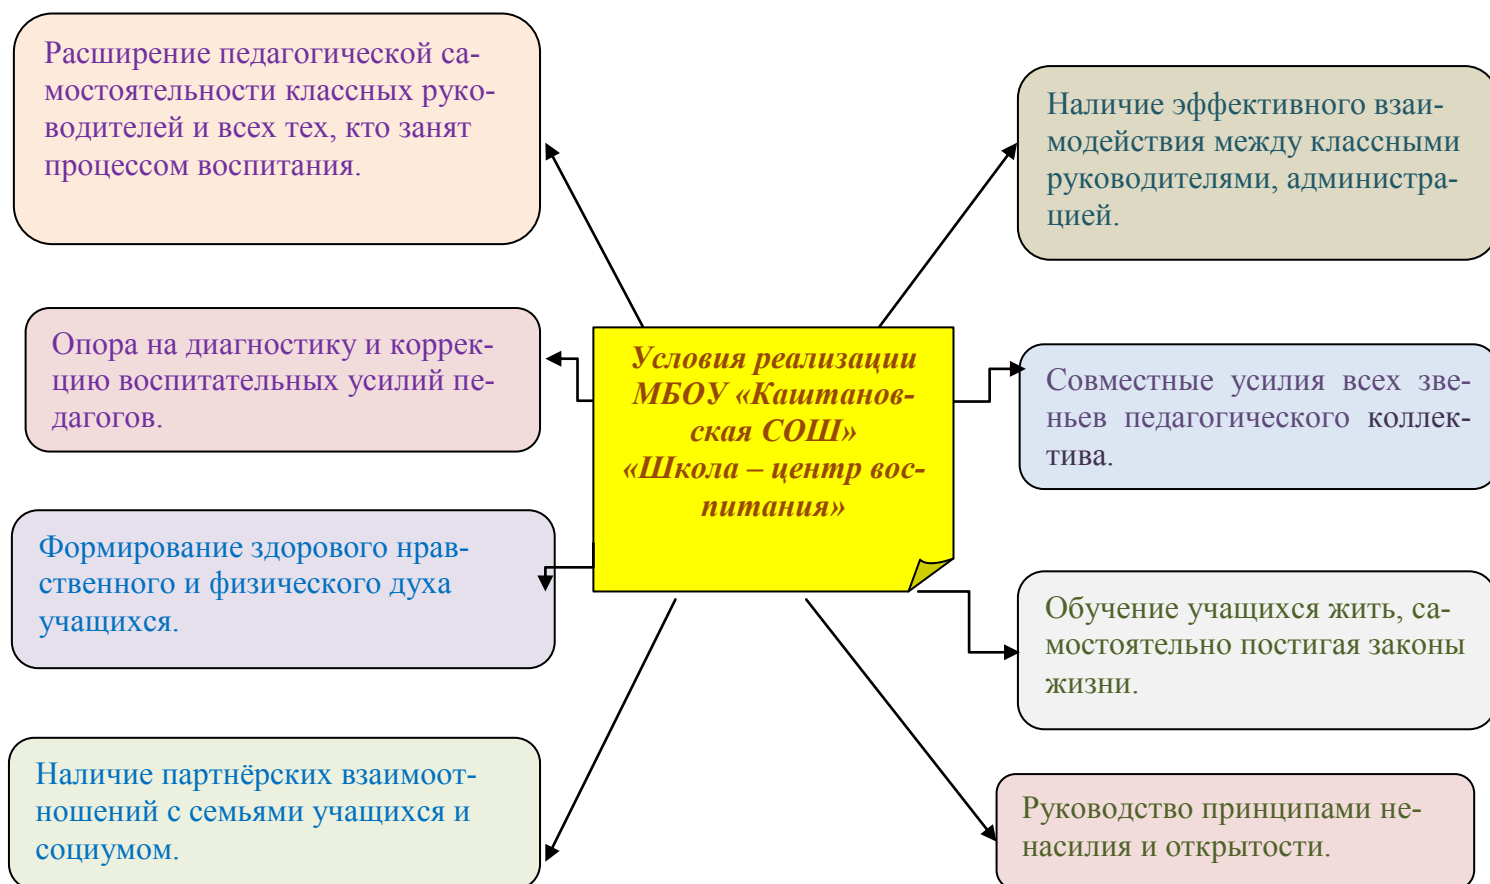 Расширение педагогической са-
мостоятельности классных руко-
водителей и всех тех, кто занят
процессом воспитания.
Наличие эффективного взаи-
модействия между классными
руководителями, администра-
цией.
Опора на диагностику и коррек-
цию воспитательных усилий пе-
дагогов.
Условия реализации
МБОУ «Каштанов-
ская СОШ»
«Школа – центр вос-
питания»
Совместные усилия всех зве-
ньев педагогического коллек-
тива.
Формирование здорового нрав-
ственного и физического духа
учащихся.
Обучение учащихся жить, са-
мостоятельно постигая законы
жизни.
Наличие партнёрских взаимоот-
ношений с семьями учащихся и
социумом.
Руководство принципами не-
насилия и открытости.